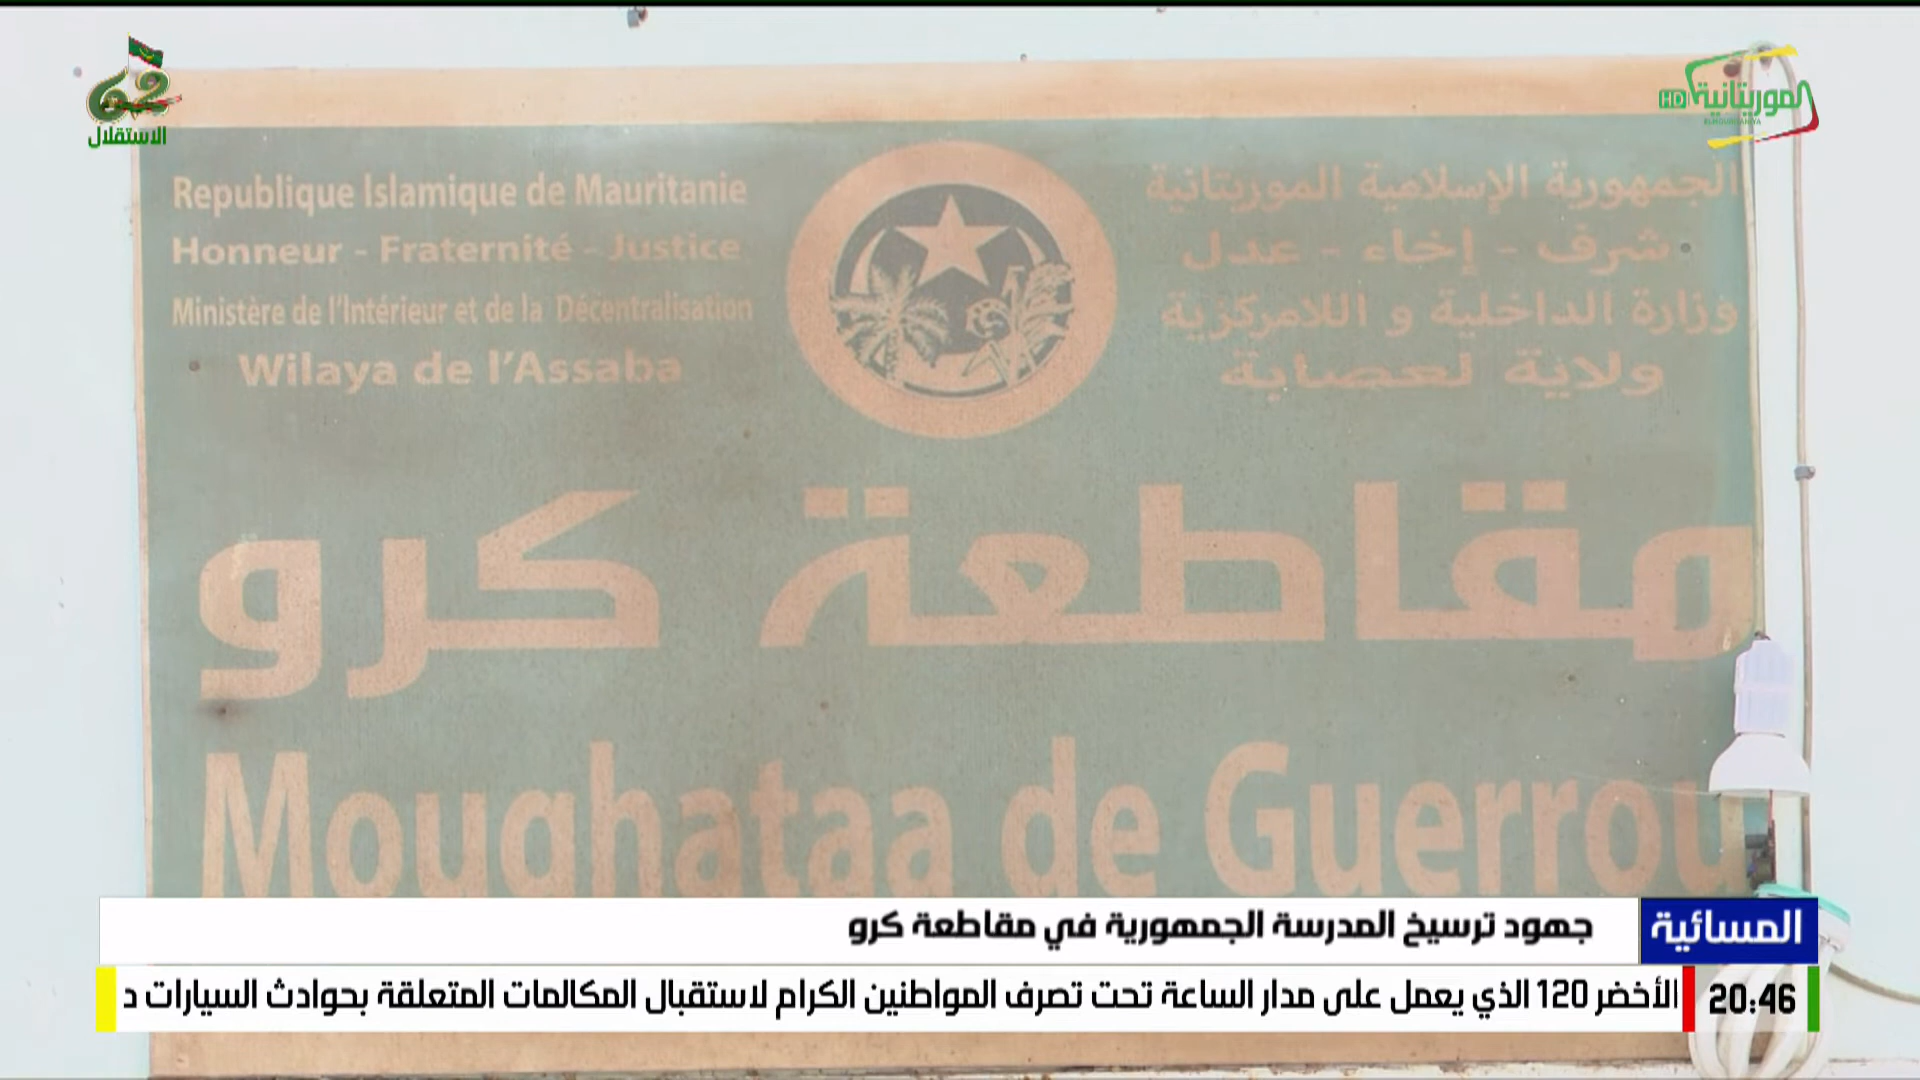 62
الاستقلال
الموريتانية
HD
Republique Islamique de Mauritanie
Honneur - Fraternité - Justice
Ministère de l'Intérieur et de la Décentralisation
Wilaya de l'Assaba
الجمهورية الإسلامية الموريتانية
شرف - إخاء - عدل
وزارة الداخلية و اللامركزية
ولاية لعصابة
مقاطعة كرو
Moughataa de Guerrou
المسائية
جهود ترسيخ المدرسة الجمهورية في مقاطعة كرو
20:46
الأخضر 120 الذي يعمل على مدار الساعة تحت تصرف المواطنين الكرام لاستقبال المكالمات المتعلقة بحوادث السيارات د